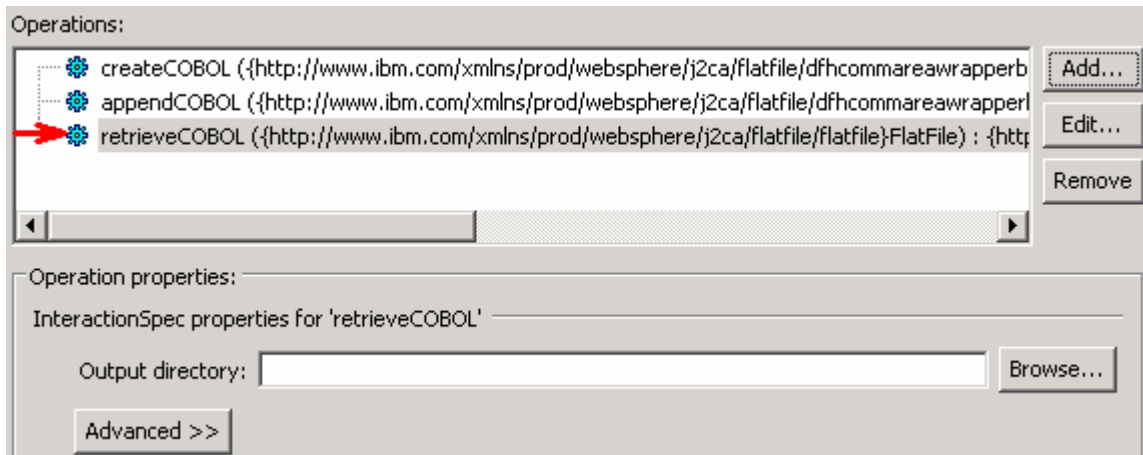 Operations:
createCOBOL ({http://www.ibm.com/xmlns/prod/websphere/j2ca/flatfile/dfhcommareawrapperb
Add...
appendCOBOL ({http://www.ibm.com/xmlns/prod/websphere/j2ca/flatfile/dfhcommareawrapperl
retrieveCOBOL ({http://www.ibm.com/xmlns/prod/websphere/j2ca/flatfile/flatfile}FlatFile) : {http
Edit...
Remove
Operation properties:
InteractionSpec properties for 'retrieveCOBOL'
Output directory:
Browse...
Advanced >>